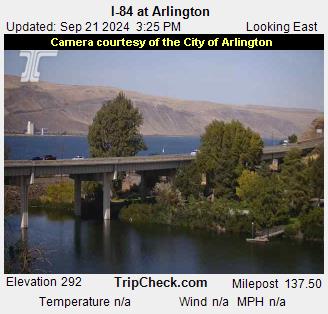 I-84 at Arlington
Updated: Sep 21 2024 3:25 PM Looking East
Camera courtesy of the City of Arlington
Elevation 292 TripCheck.com Milepost 137.50
Temperature n/a Wind n/a MPH n/a